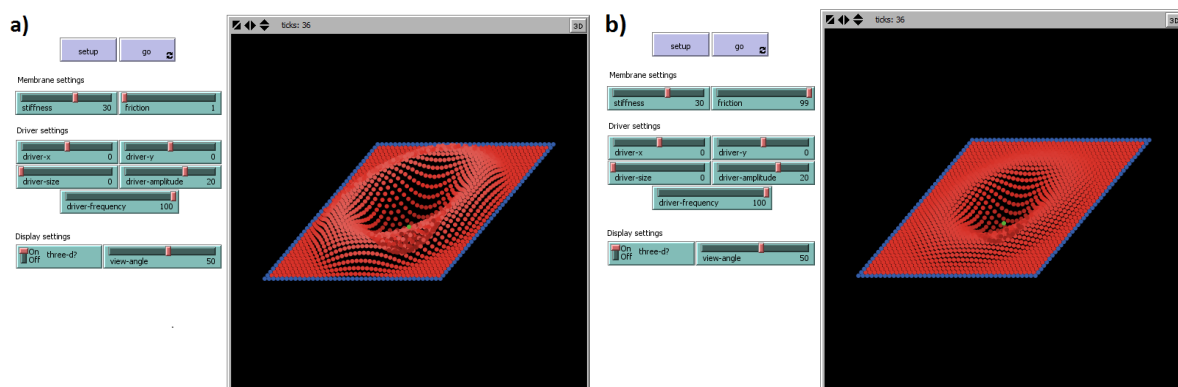 a)
ticks: 36
3D
setup go
Membrane settings
stiffness 30 friction 1
Driver settings
driver-x 0 driver-y 0
driver-size 0 driver-amplitude 20
driver-frequency 100
Display settings
On
Off three-d? view-angle 50
b)
ticks: 36
3D
setup go
Membrane settings
stiffness 30 friction 99
Driver settings
driver-x 0 driver-y 0
driver-size 0 driver-amplitude 20
driver-frequency 100
Display settings
On
Off three-d? view-angle 50